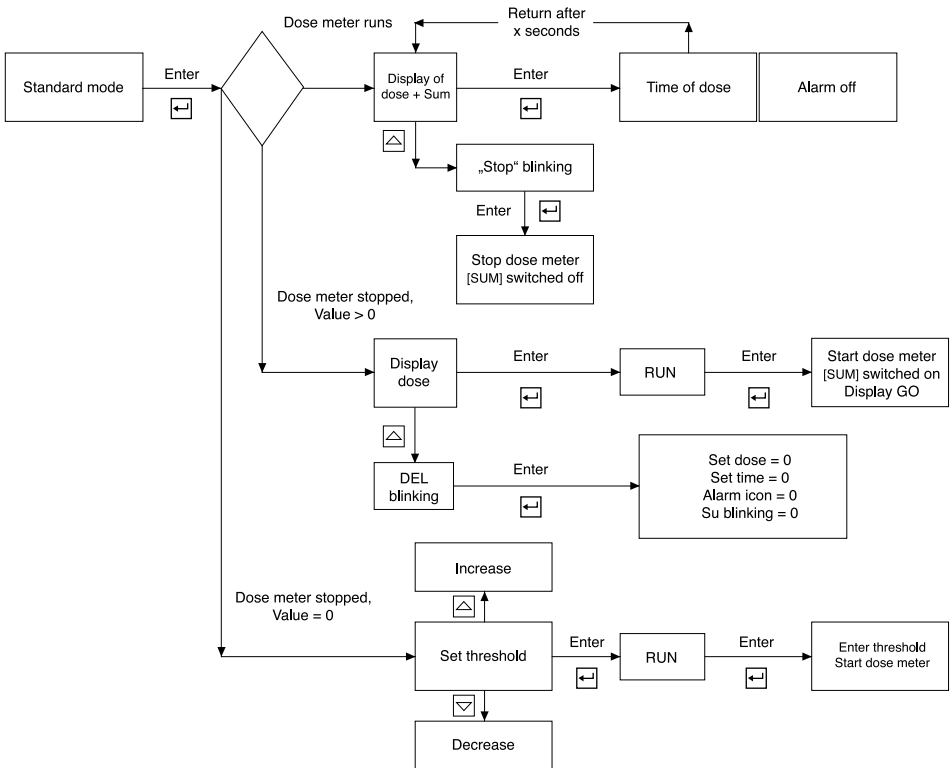 Dose meter runs
Return after
x seconds
Standard mode
Enter
Display of
dose + Sum
Enter
Time of dose
Alarm off
„Stop“ blinking
Enter
Stop dose meter
[SUM] switched off
Dose meter stopped,
Value > 0
Display
dose
Enter
RUN
Enter
Start dose meter
[SUM] switched on
Display GO
DEL
blinking
Enter
Set dose = 0
Set time = 0
Alarm icon = 0
Su blinking = 0
Increase
Dose meter stopped,
Value = 0
Set threshold
Enter
RUN
Enter
Enter threshold
Start dose meter
Decrease